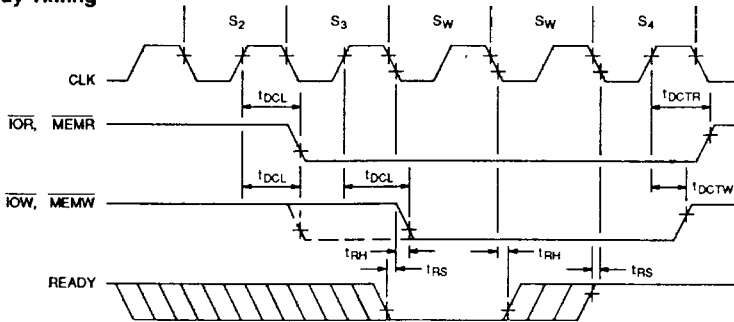 S2 S3 SW SW S4
CLK
tDCL tDCTR
IOR, MEMR
tDCL tDCL tDCTW
IOW, MEMW
tRH tRS tRH tRS
READY